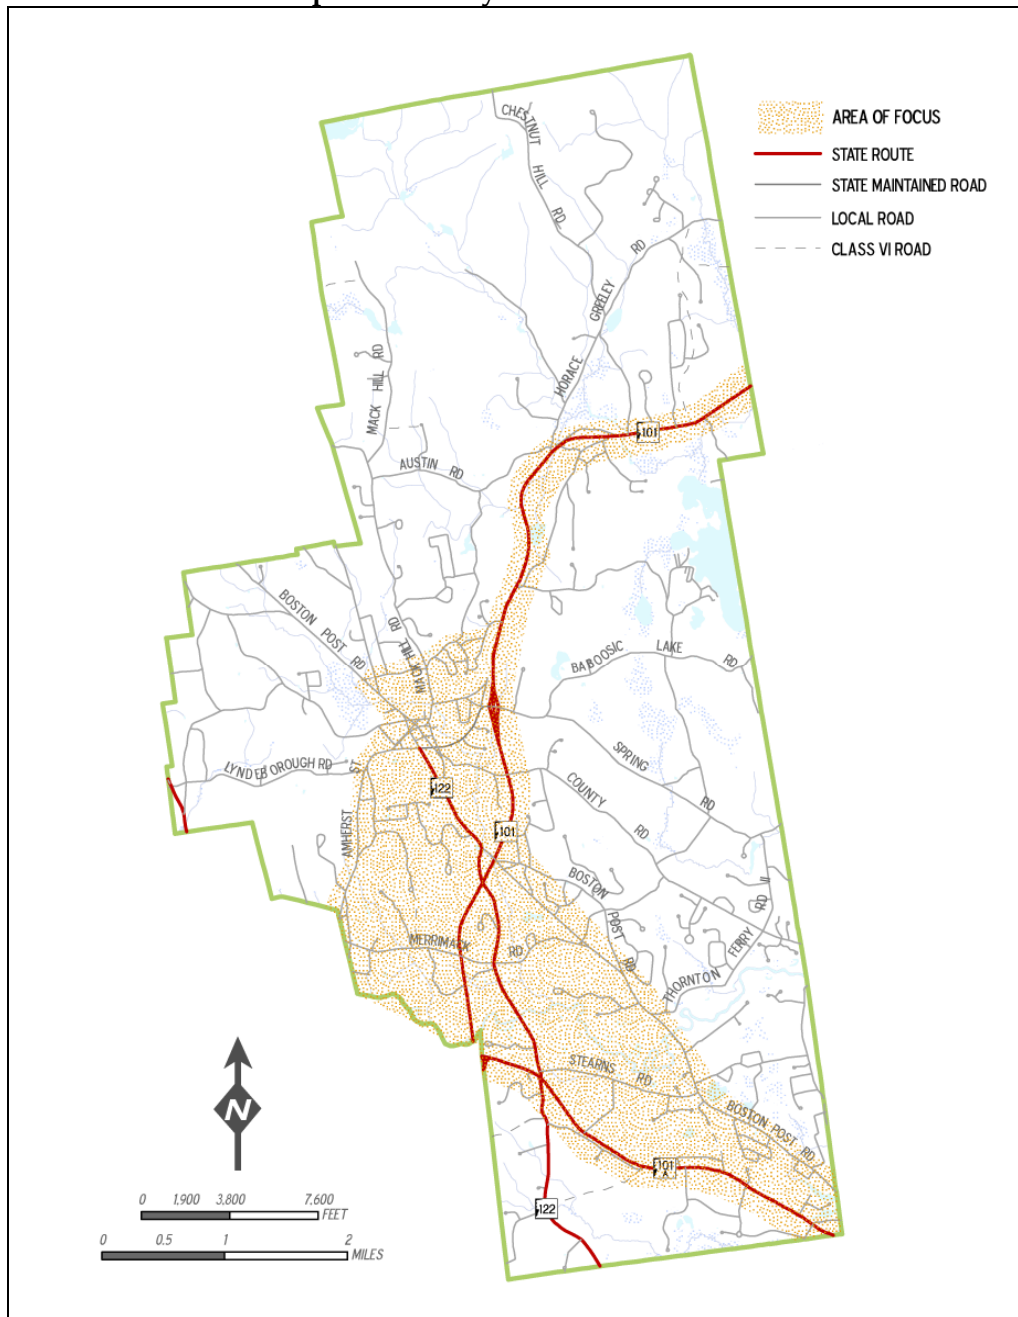 CHESTNUT HILL RD
AREA OF FOCUS
STATE ROUTE
STATE MAINTAINED ROAD
LOCAL ROAD
CLASS VI ROAD
HORACE GREELEY RD
MACK HILL RD
101
AUSTIN RD
BOSTON POST RD
MACK HILL RD
BABOOSIC LAKE RD
LYNDEBOROUGH RD
SPRING RD
COUNTY RD
122
101
AMHERST ST
BOSTON POST RD
MERRIMACK RD
THORNTON FERRY RD II
STEARNS RD
BOSTON POST RD
101
A
122
N
0 1,900 3,800 7,600
FEET
0 0.5 1 2
MILES